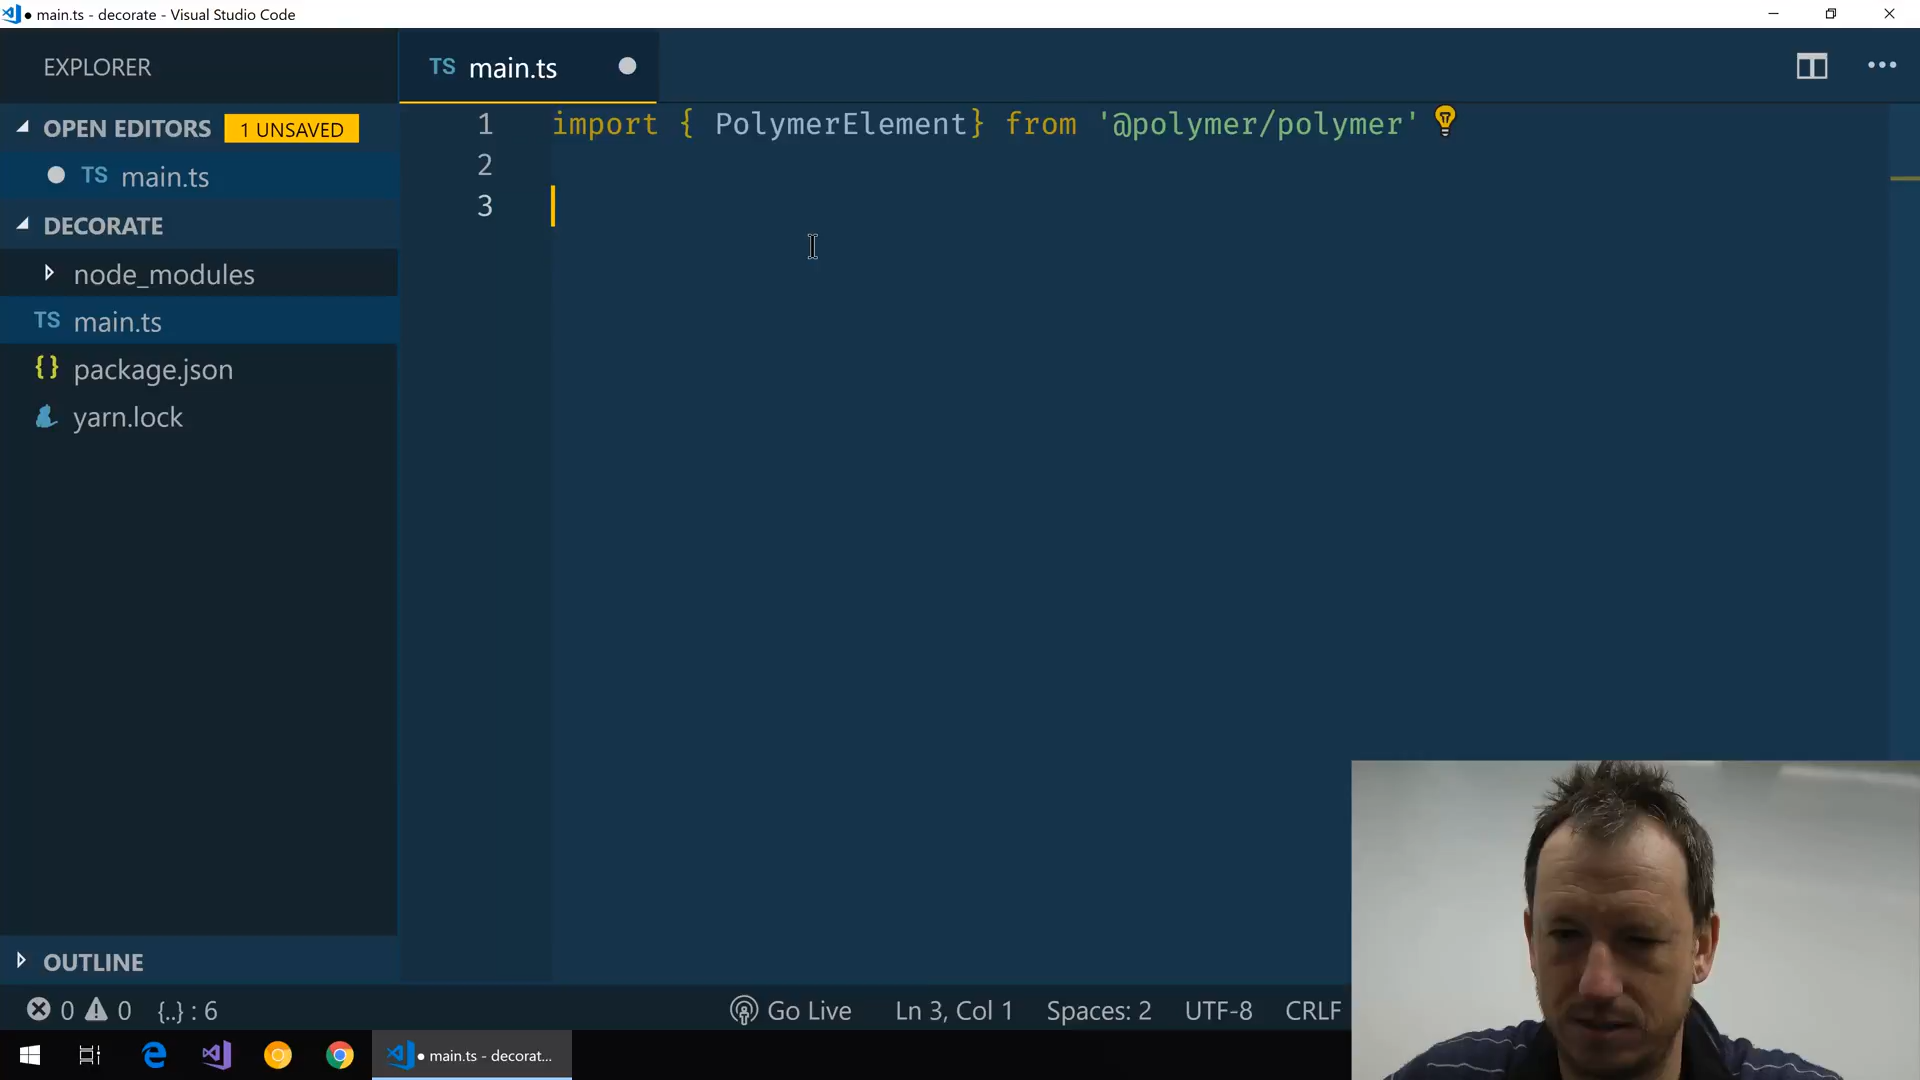 ● main.ts - decorate - Visual Studio Code
EXPLORER
TS main.ts
OPEN EDITORS 1 UNSAVED
TS main.ts
DECORATE
node_modules
TS main.ts
{} package.json
yarn.lock
OUTLINE
1 import { PolymerElement} from '@polymer/polymer'
2
3
0 0 {..} : 6
Go Live Ln 3, Col 1 Spaces: 2 UTF-8 CRLF
● main.ts - decorat...